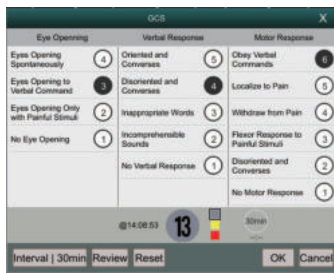 GCS
X
Eye Openning
Verbal Response
Motor Response
Eyes Opening
Spontaneously
4
Eyes Opening to
Verbal Command
3
Eyes Opening Only
with Painful Stimuli
2
No Eye Opening
1
Oriented and
Converses
5
Disoriented and
Converses
4
Inappropriate Words
3
Incomprehensible
Sounds
2
No Verbal Response
1
Obey Verbal
Commands
6
Localize to Pain
5
Withdraw from Pain
4
Flexor Response to
Painful Stimuli
3
Disoriented and
Converses
2
No Motor Response
1
@14:08:53
13
30min
Interval | 30min
Review
Reset
OK
Cancel